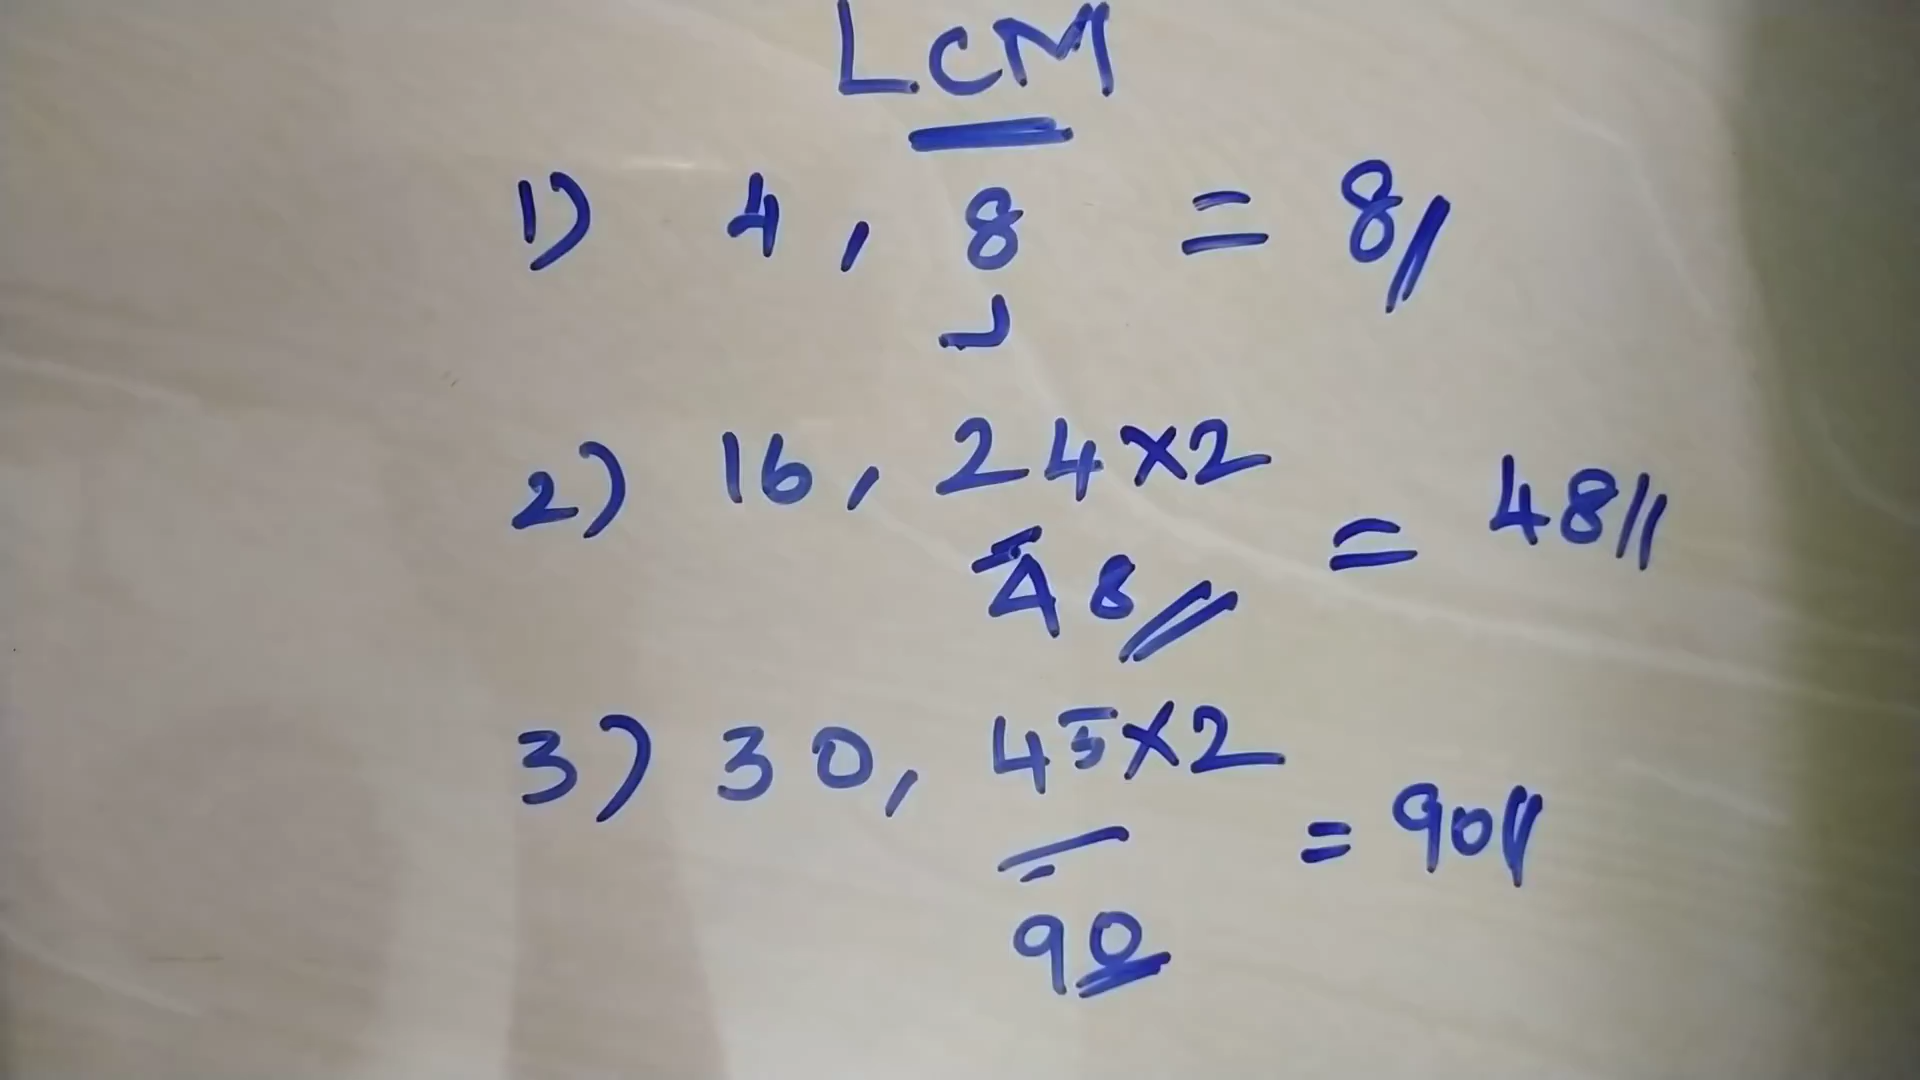 LCM
1) 4, 8 = 8//
2) 16, 24×2 = 48//
48//
3) 30, 45×2 = 90//
90